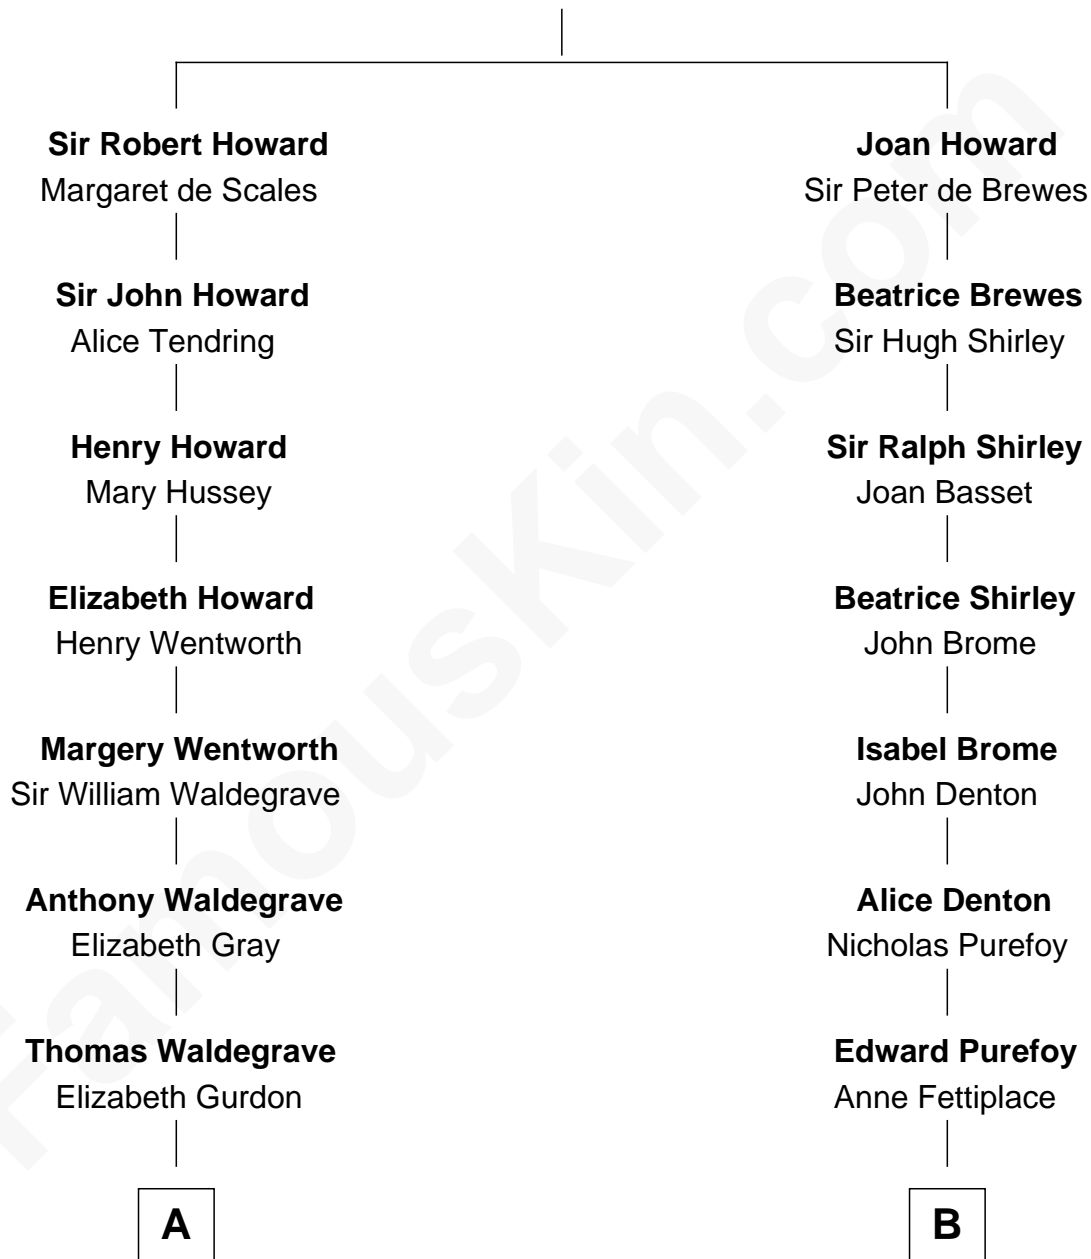 Sir Robert Howard
Margaret de Scales
Sir John Howard
Alice Tendring
Henry Howard
Mary Hussey
Elizabeth Howard
Henry Wentworth
Margery Wentworth
Sir William Waldegrave
Anthony Waldegrave
Elizabeth Gray
Thomas Waldegrave
Elizabeth Gurdon
A
Joan Howard
Sir Peter de Brewes
Beatrice Brewes
Sir Hugh Shirley
Sir Ralph Shirley
Joan Basset
Beatrice Shirley
John Brome
Isabel Brome
John Denton
Alice Denton
Nicholas Purefoy
Edward Purefoy
Anne Fettiplace
B
FamousKin.com